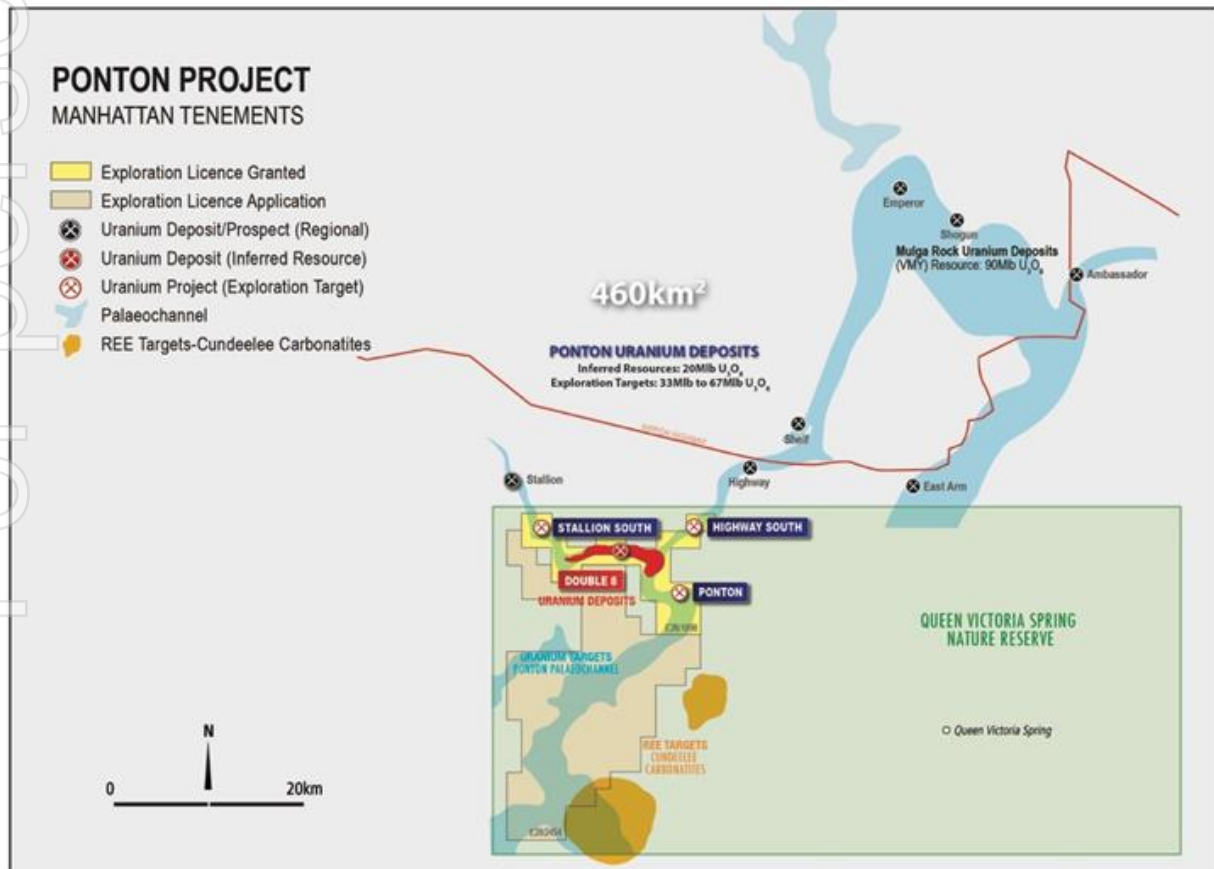 PONTON PROJECT
MANHATTAN TENEMENTS
Exploration Licence Granted
Exploration Licence Application
Uranium Deposit/Prospect (Regional)
Uranium Deposit (Inferred Resource)
Uranium Project (Exploration Target)
Palaeochannel
REE Targets-Cundeelee Carbonatites
Emperor
Shogun
Mulga Rock Uranium Deposits
(VMY) Resource: 90Mlb U₃O₈
Ambassador
460km²
PONTON URANIUM DEPOSITS
Inferred Resources: 20Mlb U₃O₈
Exploration Targets: 33Mlb to 67Mlb U₃O₈
Shelf
Highway
Stallion
East Arm
STALLION SOUTH
HIGHWAY SOUTH
DOUBLE 8
URANIUM DEPOSITS
PONTON
QUEEN VICTORIA SPRING
NATURE RESERVE
URANIUM TARGETS
PONTON PALAEOCHANNEL
Queen Victoria Spring
REE TARGETS
CUNDEELEE
CARBONATITES
N
0 20km